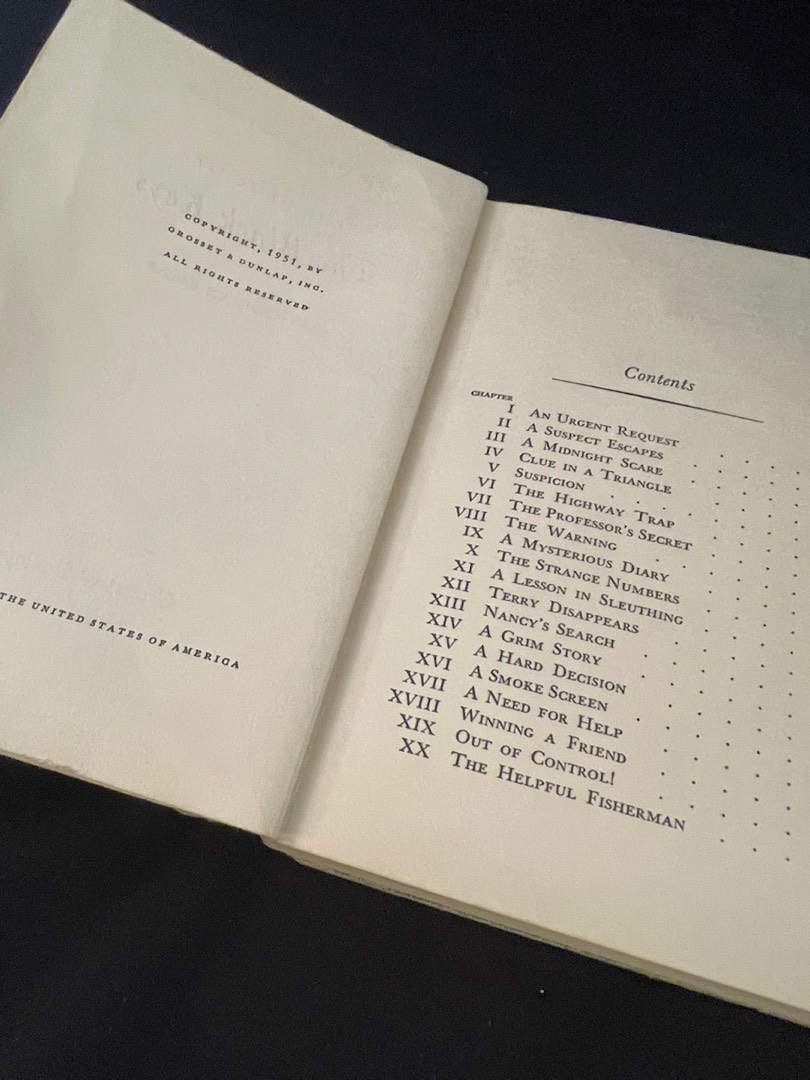 COPYRIGHT, 1951, BY
GROSSET & DUNLAP, INC.
ALL RIGHTS RESERVED
THE UNITED STATES OF AMERICA
Contents
CHAPTER
I AN URGENT REQUEST
II A SUSPECT ESCAPES
III A MIDNIGHT SCARE
IV CLUE IN A TRIANGLE
V SUSPICION
VI THE HIGHWAY TRAP
VII THE PROFESSOR'S SECRET
VIII THE WARNING
IX A MYSTERIOUS DIARY
X THE STRANGE NUMBERS
XI A LESSON IN SLEUTHING
XII TERRY DISAPPEARS
XIII NANCY'S SEARCH
XIV A GRIM STORY
XV A HARD DECISION
XVI A SMOKE SCREEN
XVII A NEED FOR HELP
XVIII WINNING A FRIEND
XIX OUT OF CONTROL!
XX THE HELPFUL FISHERMAN